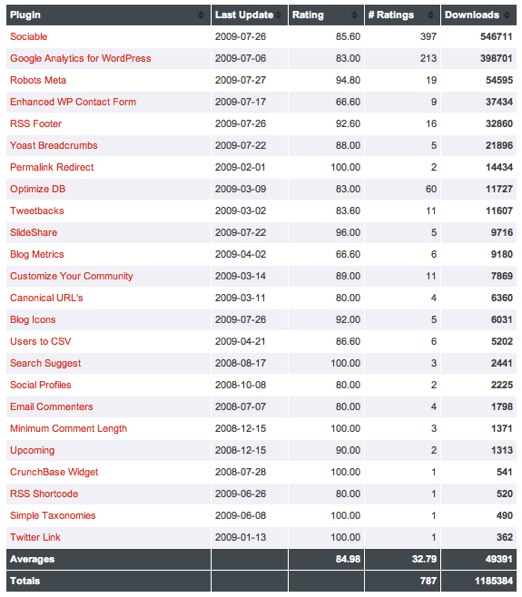 Plugin Last Update Rating # Ratings Downloads
Sociable 2009-07-26 85.60 397 546711
Google Analytics for WordPress 2009-07-06 83.00 213 398701
Robots Meta 2009-07-27 94.80 19 54595
Enhanced WP Contact Form 2009-07-17 66.60 9 37434
RSS Footer 2009-07-26 92.60 16 32860
Yoast Breadcrumbs 2009-07-22 88.00 5 21896
Permalink Redirect 2009-02-01 100.00 2 14434
Optimize DB 2009-03-09 83.00 60 11727
Tweetbacks 2009-03-02 83.60 11 11607
SlideShare 2009-07-22 96.00 5 9716
Blog Metrics 2009-04-02 66.60 6 9180
Customize Your Community 2009-03-14 89.00 11 7869
Canonical URL's 2009-03-11 80.00 4 6360
Blog Icons 2009-07-26 92.00 5 6031
Users to CSV 2009-04-21 86.60 6 5202
Search Suggest 2008-08-17 100.00 3 2441
Social Profiles 2008-10-08 80.00 2 2225
Email Commenters 2008-07-07 80.00 4 1798
Minimum Comment Length 2008-12-15 100.00 3 1371
Upcoming 2008-12-15 90.00 2 1313
CrunchBase Widget 2008-07-28 100.00 1 541
RSS Shortcode 2009-06-26 80.00 1 520
Simple Taxonomies 2009-06-08 100.00 1 490
Twitter Link 2009-01-13 100.00 1 362
Averages 84.98 32.79 49391
Totals 787 1185384